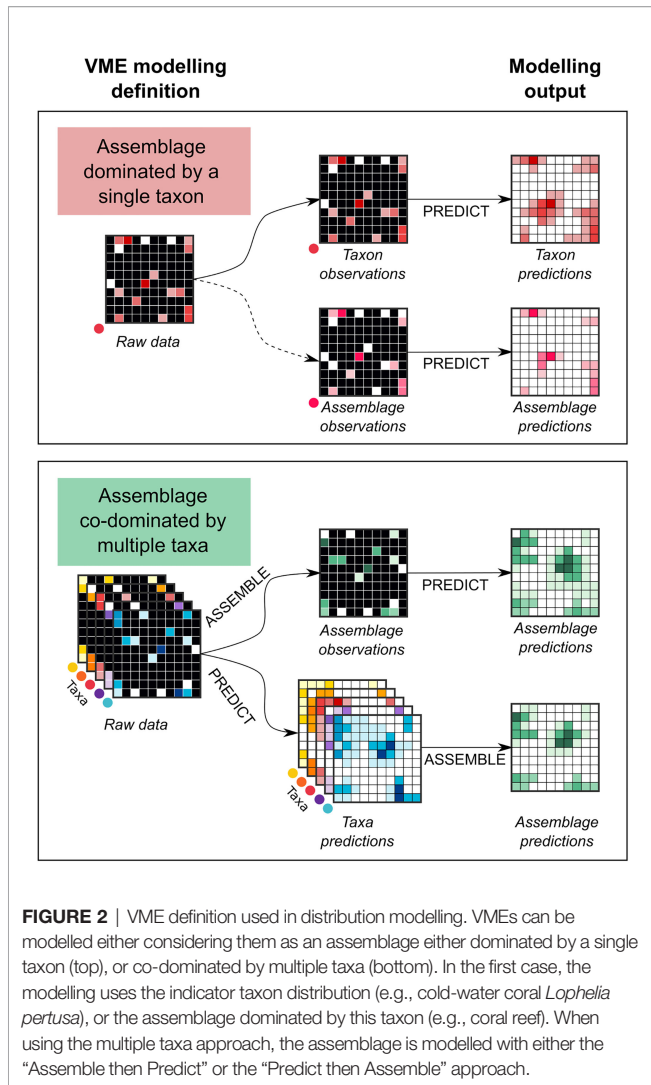 VME modelling
definition
Modelling
output
Assemblage
dominated by a
single taxon
Raw data
Taxon
observations
PREDICT
Taxon
predictions
Assemblage
observations
PREDICT
Assemblage
predictions
Assemblage
co-dominated by
multiple taxa
Taxa
Raw data
ASSEMBLE
Assemblage
observations
PREDICT
Assemblage
predictions
PREDICT
Taxa
Taxa
predictions
ASSEMBLE
Assemblage
predictions
FIGURE 2 | VME definition used in distribution modelling. VMEs can be
modelled either considering them as an assemblage either dominated by a single
taxon (top), or co-dominated by multiple taxa (bottom). In the first case, the
modelling uses the indicator taxon distribution (e.g., cold-water coral Lophelia
pertusa), or the assemblage dominated by this taxon (e.g., coral reef). When
using the multiple taxa approach, the assemblage is modelled with either the
“Assemble then Predict” or the “Predict then Assemble” approach.